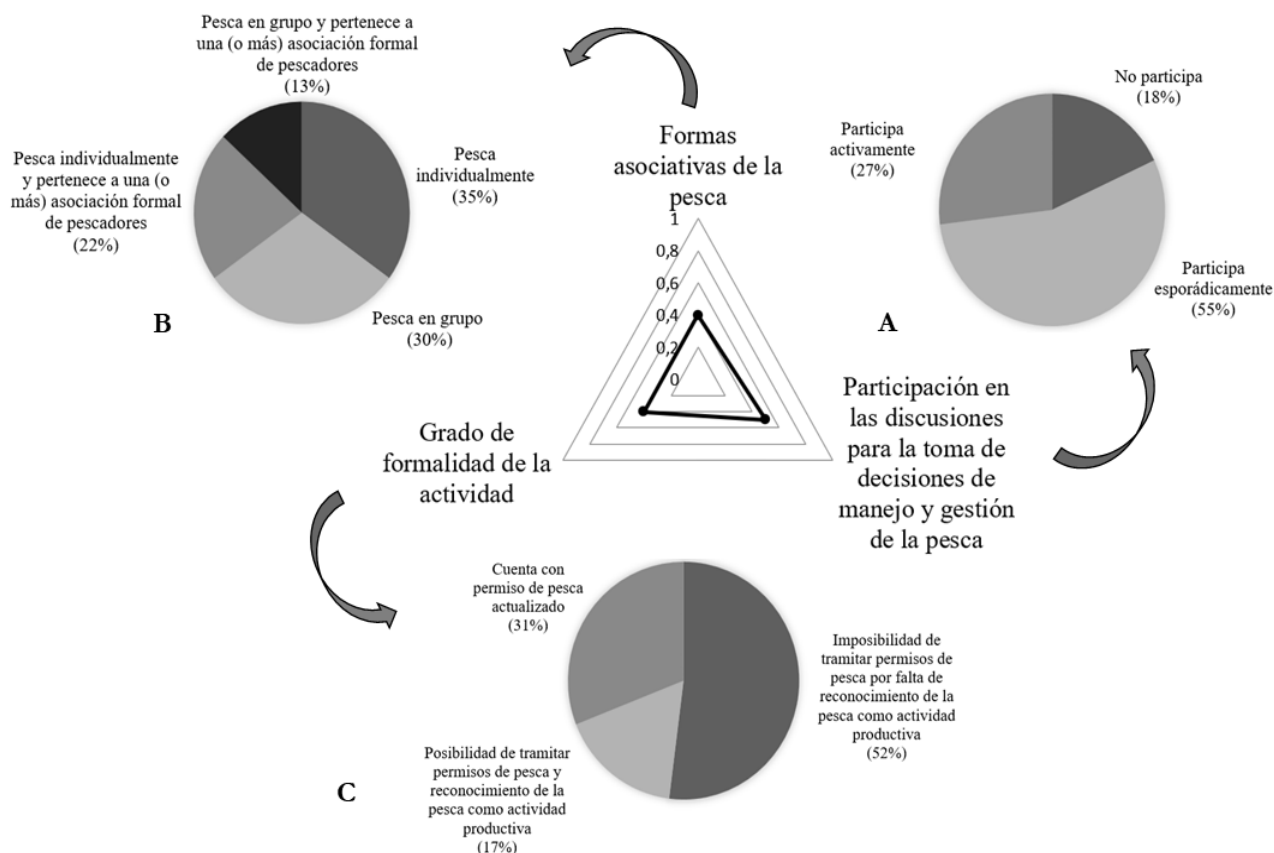 Pesca en grupo y pertenece a
una (o más) asociación formal
de pescadores
(13%)
Pesca individualmente
y pertenece a una (o
más) asociación formal
de pescadores
(22%)
Pesca
individualmente
(35%)
Pesca en grupo
(30%)
B
Formas
asociativas de la
pesca
1
0,8
0,6
0,4
0,2
0
No participa
(18%)
Participa
activamente
(27%)
Participa
esporádicamente
(55%)
A
Grado de
formalidad de la
actividad
Participación en
las discusiones
para la toma de
decisiones de
manejo y gestión
de la pesca
Cuenta con
permiso de pesca
actualizado
(31%)
Imposibilidad de
tramitar permisos de
pesca por falta de
reconocimiento de la
pesca como actividad
productiva
(52%)
Posibilidad de tramitar
permisos de pesca y
reconocimiento de la
pesca como actividad
productiva
(17%)
C